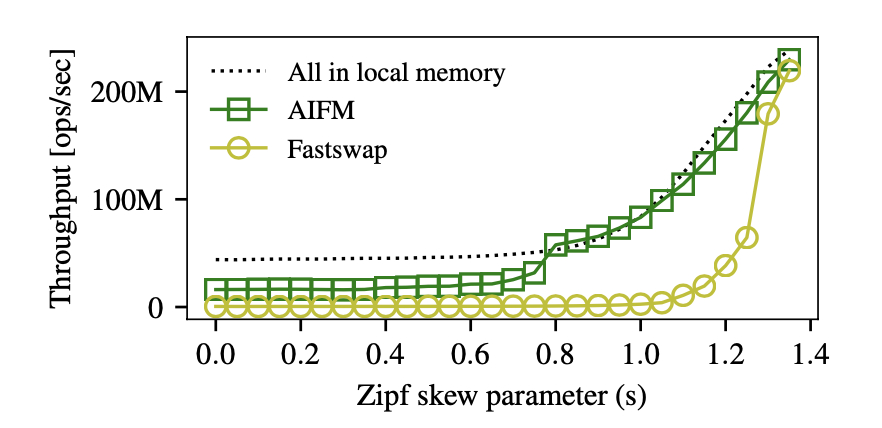 Throughput [ops/sec]
200M
100M
0
All in local memory
AIFM
Fastswap
0.0 0.2 0.4 0.6 0.8 1.0 1.2 1.4
Zipf skew parameter (s)